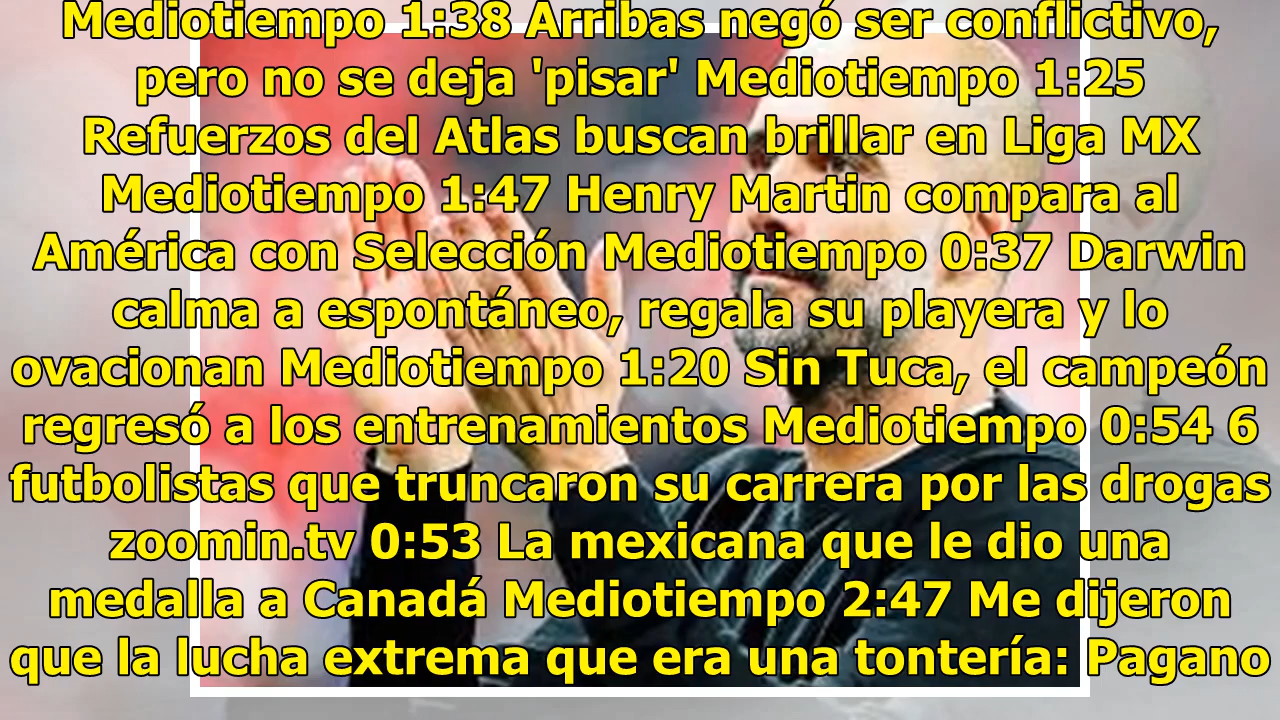 Mediotiempo 1:38 Arribas negó ser conflictivo,
pero no se deja 'pisar' Mediotiempo 1:25
Refuerzos del Atlas buscan brillar en Liga MX
Mediotiempo 1:47 Henry Martin compara al
América con Selección Mediotiempo 0:37 Darwin
calma a espontáneo, regala su playera y lo
ovacionan Mediotiempo 1:20 Sin Tuca, el campeón
regresó a los entrenamientos Mediotiempo 0:54 6
futbolistas que truncaron su carrera por las drogas
zoomin.tv 0:53 La mexicana que le dio una
medalla a Canadá Mediotiempo 2:47 Me dijeron
que la lucha extrema que era una tontería: Pagano